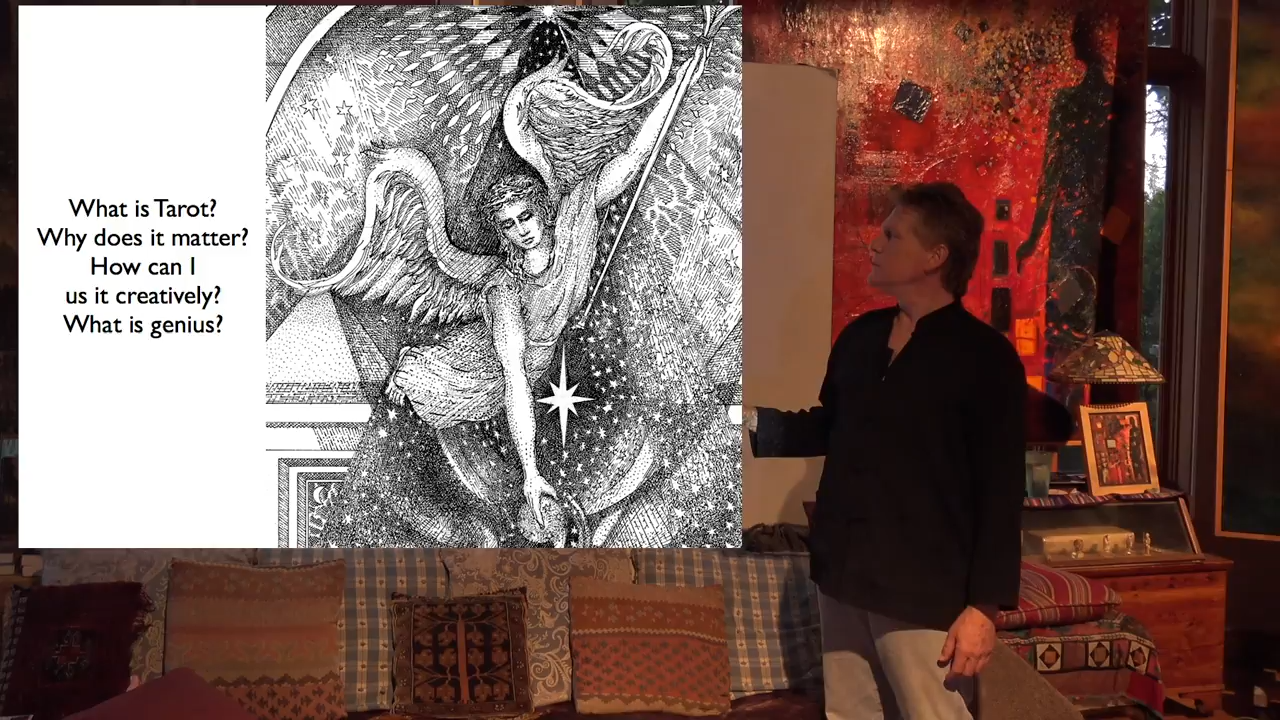 What is Tarot?
Why does it matter?
How can I
us it creatively?
What is genius?